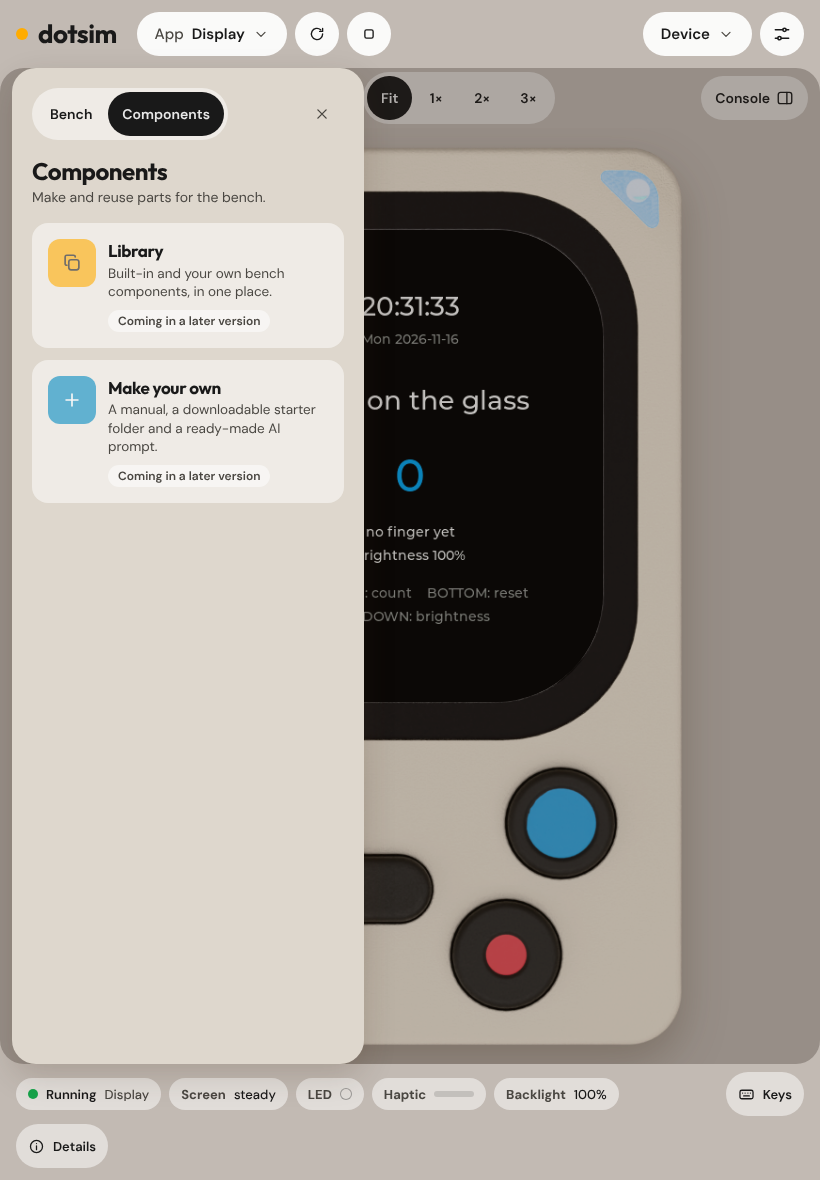 dotsim
App Display
Device
Bench
Components
Fit
1×
2×
3×
Console
Components
Make and reuse parts for the bench.
Library
Built-in and your own bench
components, in one place.
Coming in a later version
Make your own
A manual, a downloadable starter
folder and a ready-made AI
prompt.
Coming in a later version
20:31:33
Mon 2026-11-16
on the glass
0
no finger yet
rightness 100%
: count BOTTOM: reset
DOWN: brightness
Running Display
Screen steady
LED
Haptic
Backlight 100%
Keys
Details